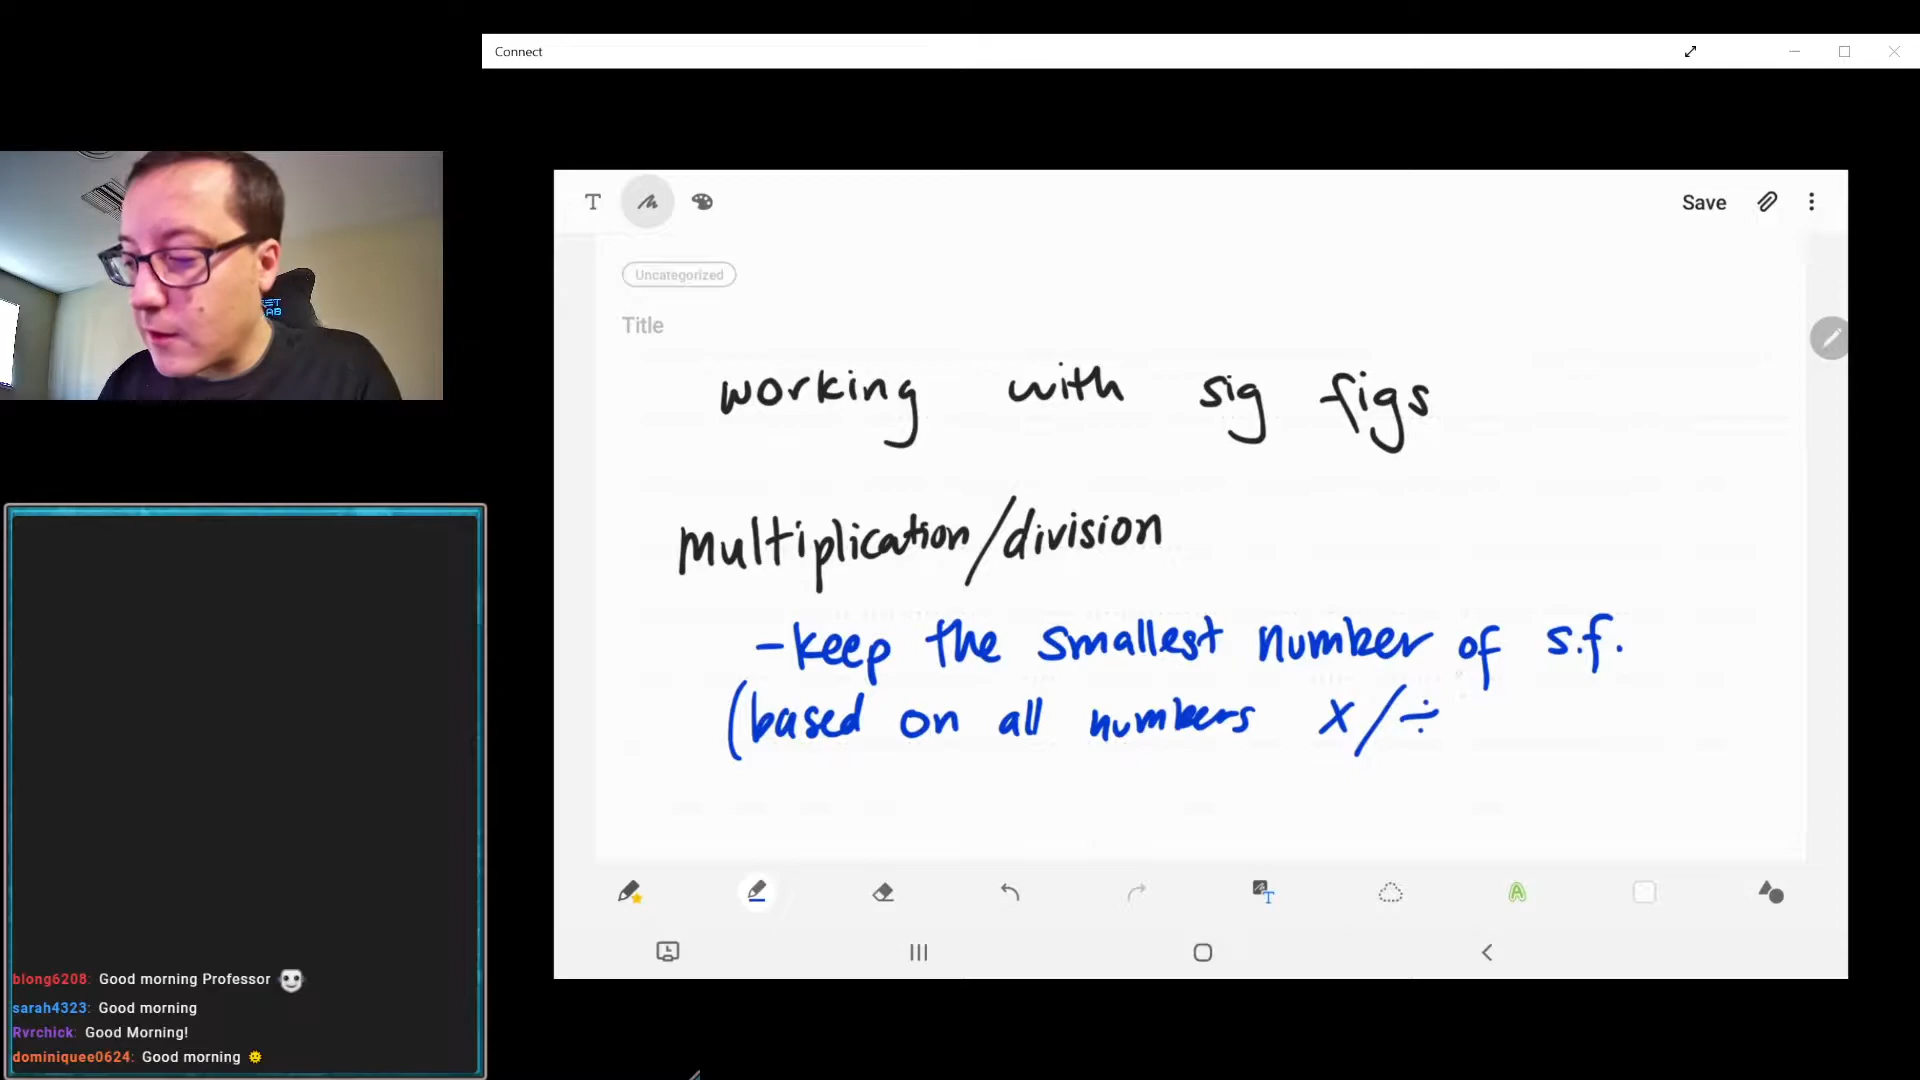 Connect
Save
Uncategorized
Title
working with sig figs
Multiplication/division
-keep the smallest number of s.f.
(based on all numbers x/÷
blong6208: Good morning Professor
sarah4323: Good morning
Rvrchick: Good Morning!
dominiquee0624: Good morning